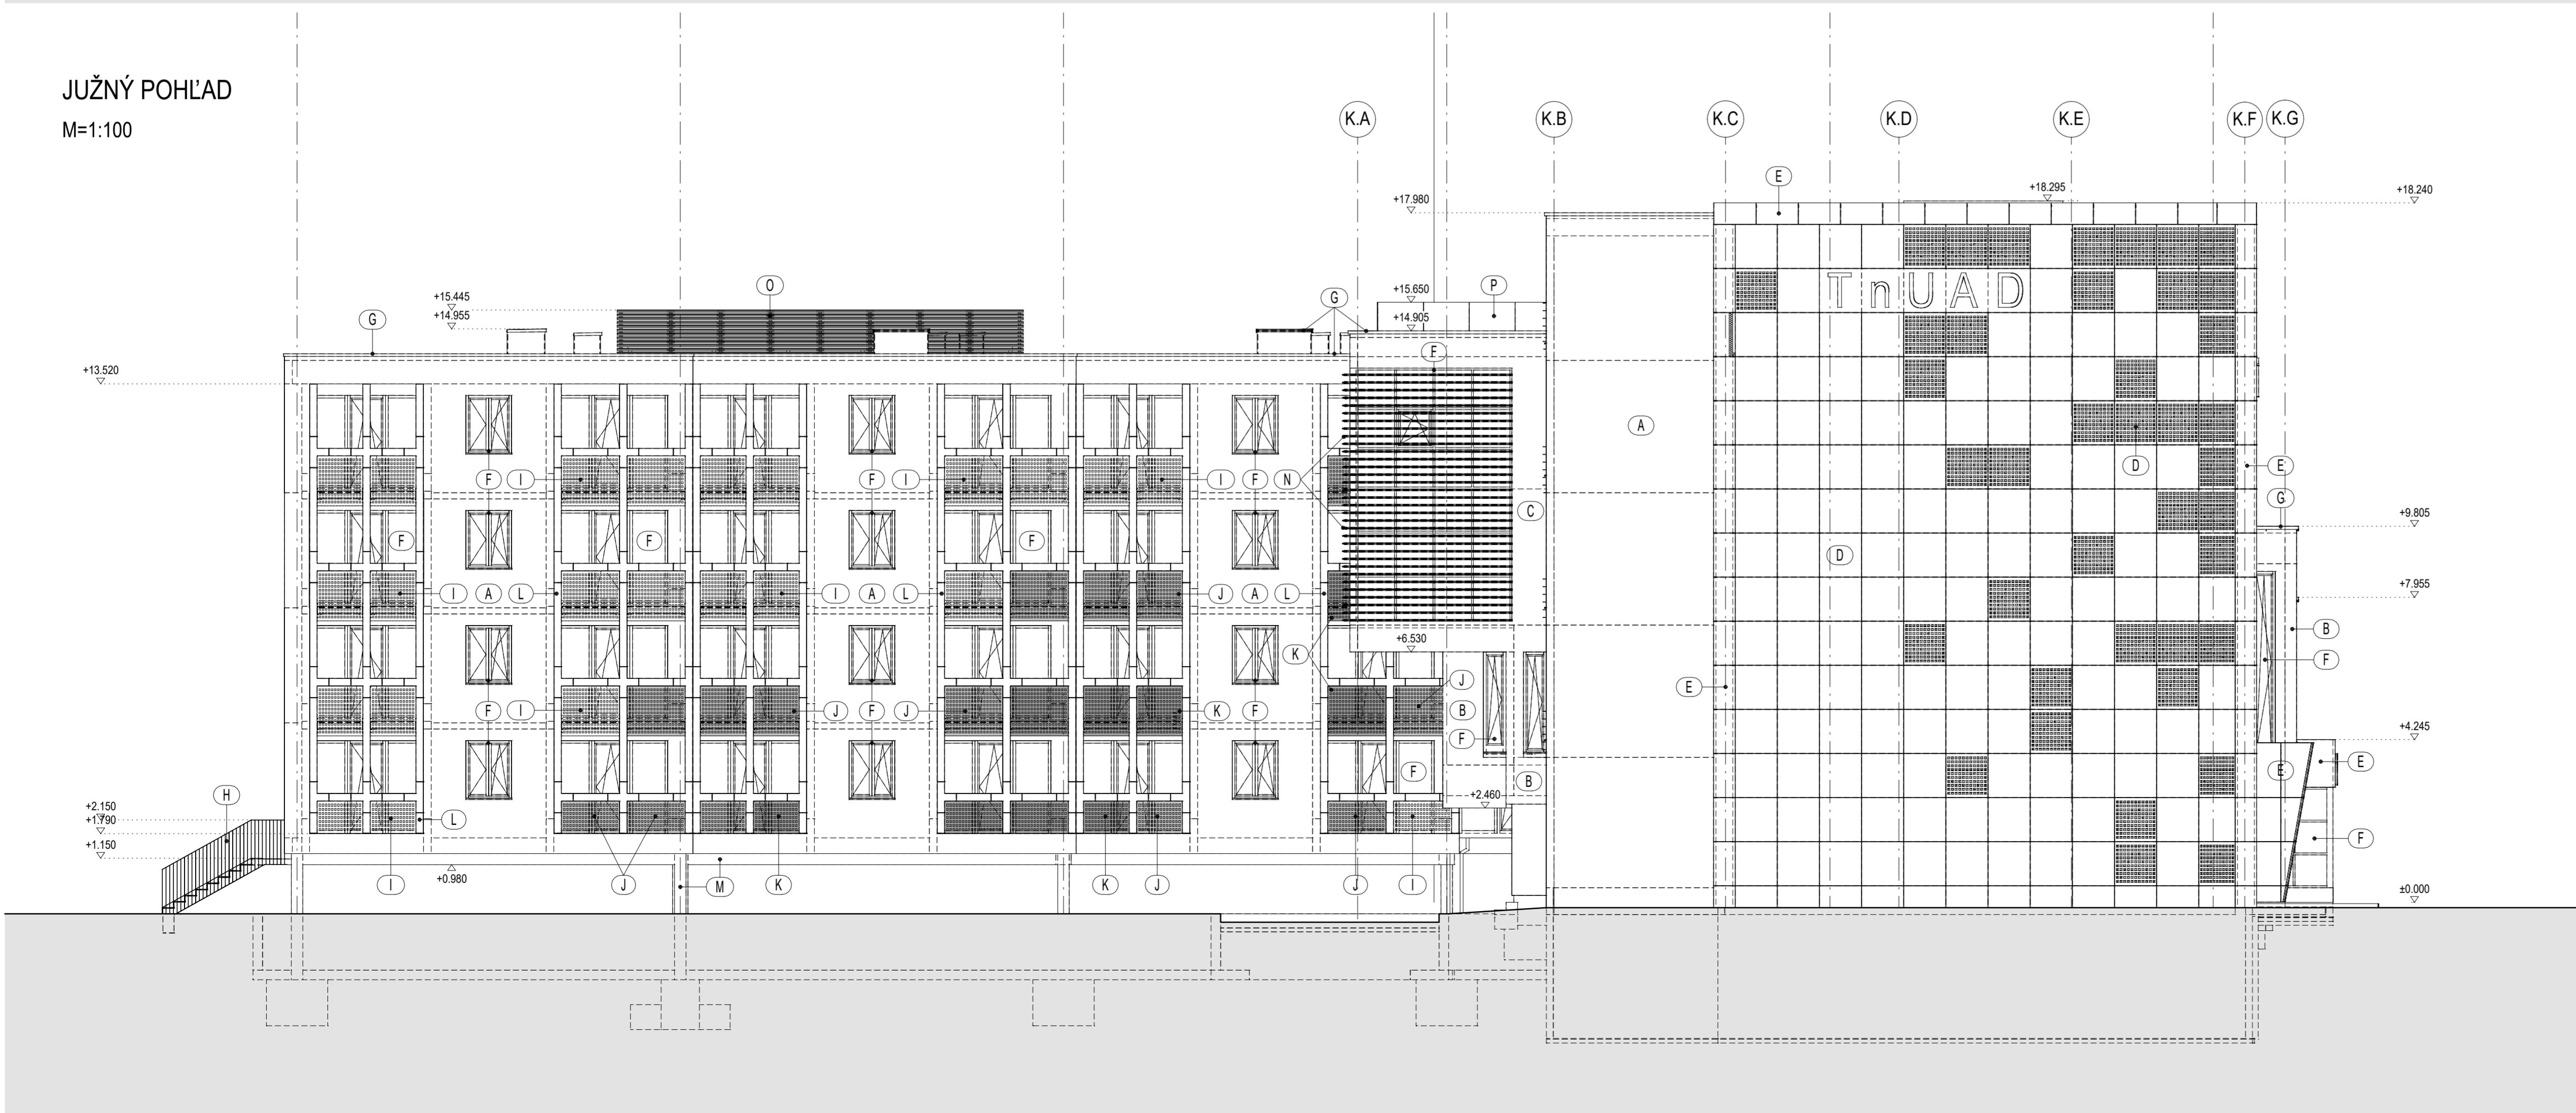 JUŽNÝ POHĽAD
M=1:100
K.A K.B K.C K.D K.E K.F K.G
E
+18.295
+18.240
+17.980
TnUAD
O
P
+15.445
+15.650
G
G
+14.955
+14.905
F
+13.520
A
D
E
F I F I I F N
G
C
+9.805
F F F
D
+7.955
I A L I A L J A L
B
+6.530
K
F
J
E
F I J F J K F B
F
+4.245
F
B
E E
H
+2.460
+2.150
+1.790
L
F
+1.150
+0.980
I J M K K J J I
±0.000